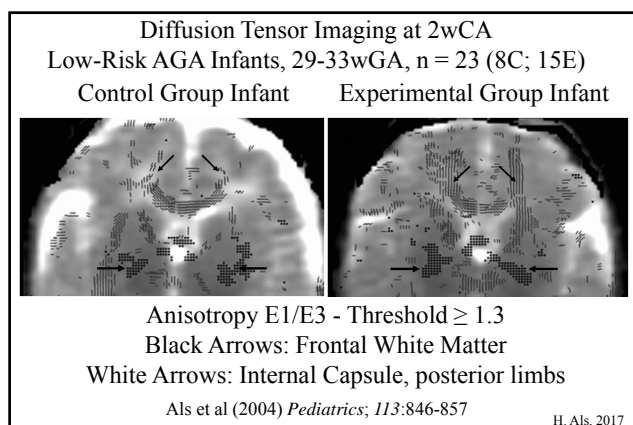 Diffusion Tensor Imaging at 2wCA
Low-Risk AGA Infants, 29-33wGA, n = 23 (8C; 15E)
Control Group Infant Experimental Group Infant
Anisotropy E1/E3 - Threshold ≥ 1.3
Black Arrows: Frontal White Matter
White Arrows: Internal Capsule, posterior limbs
Als et al (2004) Pediatrics; 113:846-857
H. Als, 2017